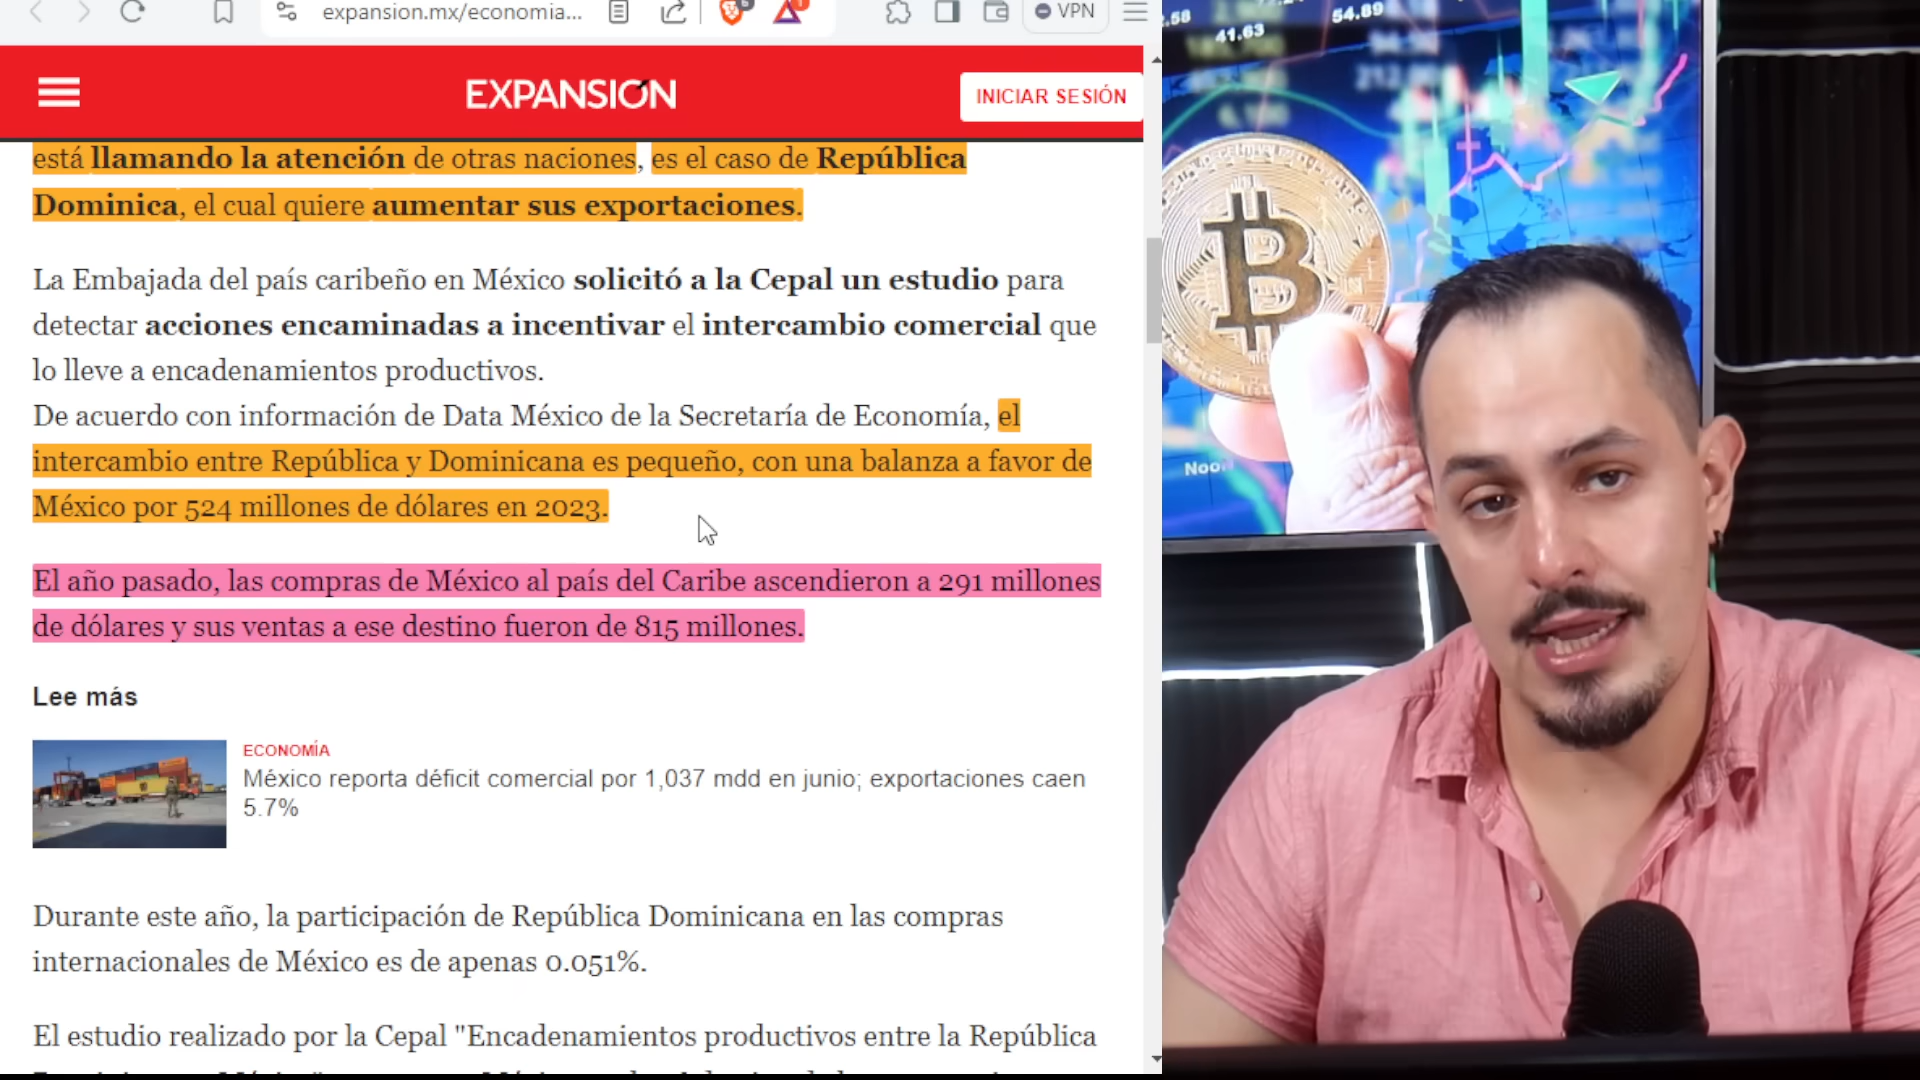 expansion.mx/economia...
VPN
EXPANSIÓN
INICIAR SESIÓN
está llamando la atención de otras naciones, es el caso de República
Dominica, el cual quiere aumentar sus exportaciones.
La Embajada del país caribeño en México solicitó a la Cepal un estudio para
detectar acciones encaminadas a incentivar el intercambio comercial que
lo lleve a encadenamientos productivos.
De acuerdo con información de Data México de la Secretaría de Economía, el
intercambio entre República y Dominicana es pequeño, con una balanza a favor de
México por 524 millones de dólares en 2023.
El año pasado, las compras de México al país del Caribe ascendieron a 291 millones
de dólares y sus ventas a ese destino fueron de 815 millones.
Lee más
ECONOMÍA
México reporta déficit comercial por 1,037 mdd en junio; exportaciones caen
5.7%
Durante este año, la participación de República Dominicana en las compras
internacionales de México es de apenas 0.051%.
El estudio realizado por la Cepal "Encadenamientos productivos entre la República
.58
41.63
54.89